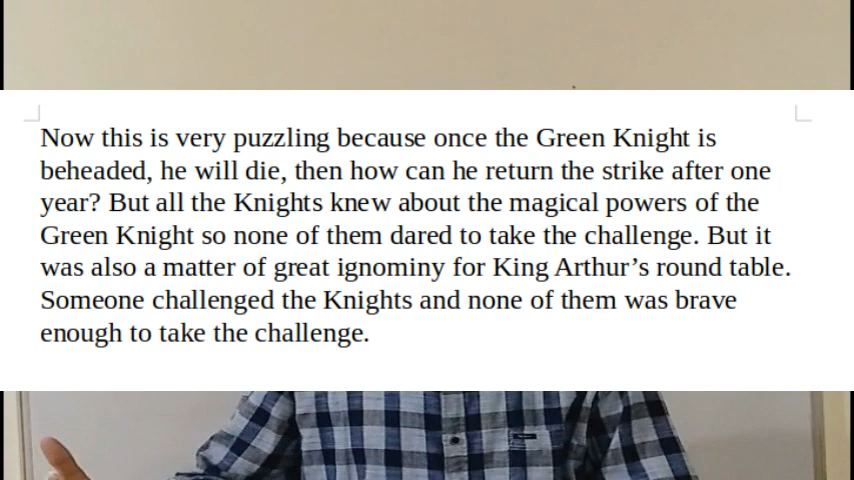 Now this is very puzzling because once the Green Knight is
beheaded, he will die, then how can he return the strike after one
year? But all the Knights knew about the magical powers of the
Green Knight so none of them dared to take the challenge. But it
was also a matter of great ignominy for King Arthur’s round table.
Someone challenged the Knights and none of them was brave
enough to take the challenge.